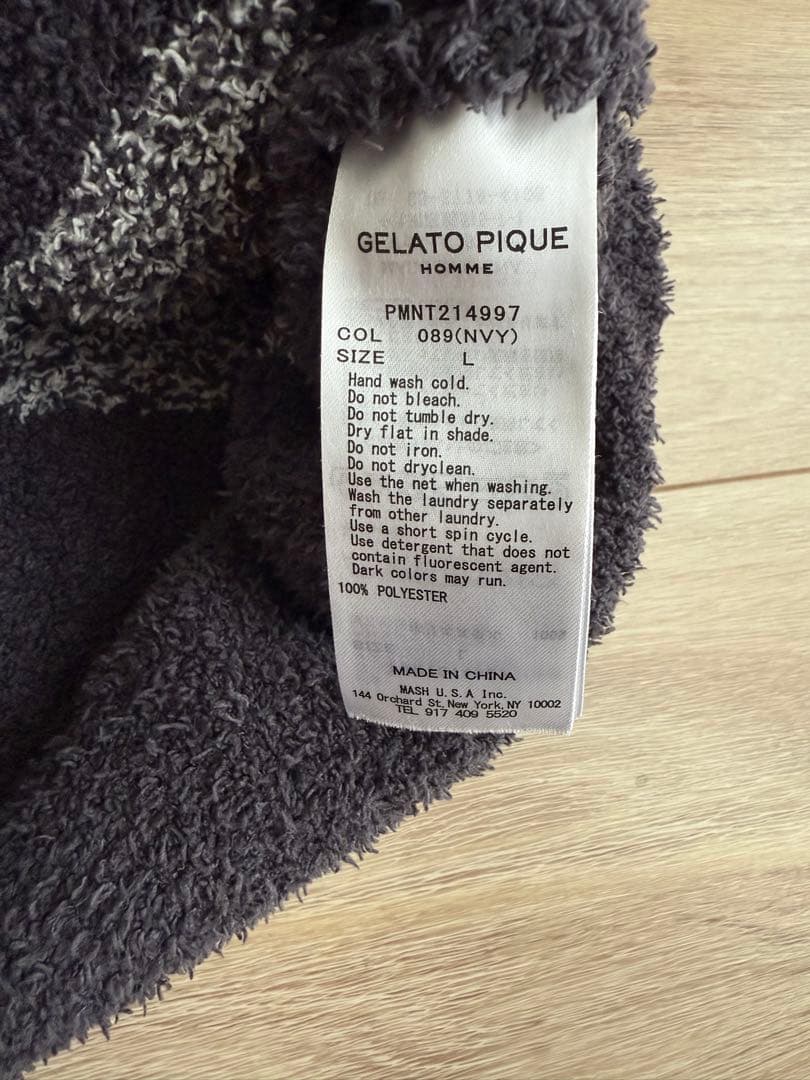 GELATO PIQUE
HOMME
PMNT214997
COL 089(NVY)
SIZE L
Hand wash cold.
Do not bleach.
Do not tumble dry.
Dry flat in shade.
Do not iron.
Do not dryclean.
Use the net when washing.
Wash the laundry separately
from other laundry.
Use a short spin cycle.
Use detergent that does not
contain fluorescent agent.
Dark colors may run.
100% POLYESTER
MADE IN CHINA
MASH U.S.A Inc.
144 Orchard St, New York, NY 10002
TEL 917 409 5520